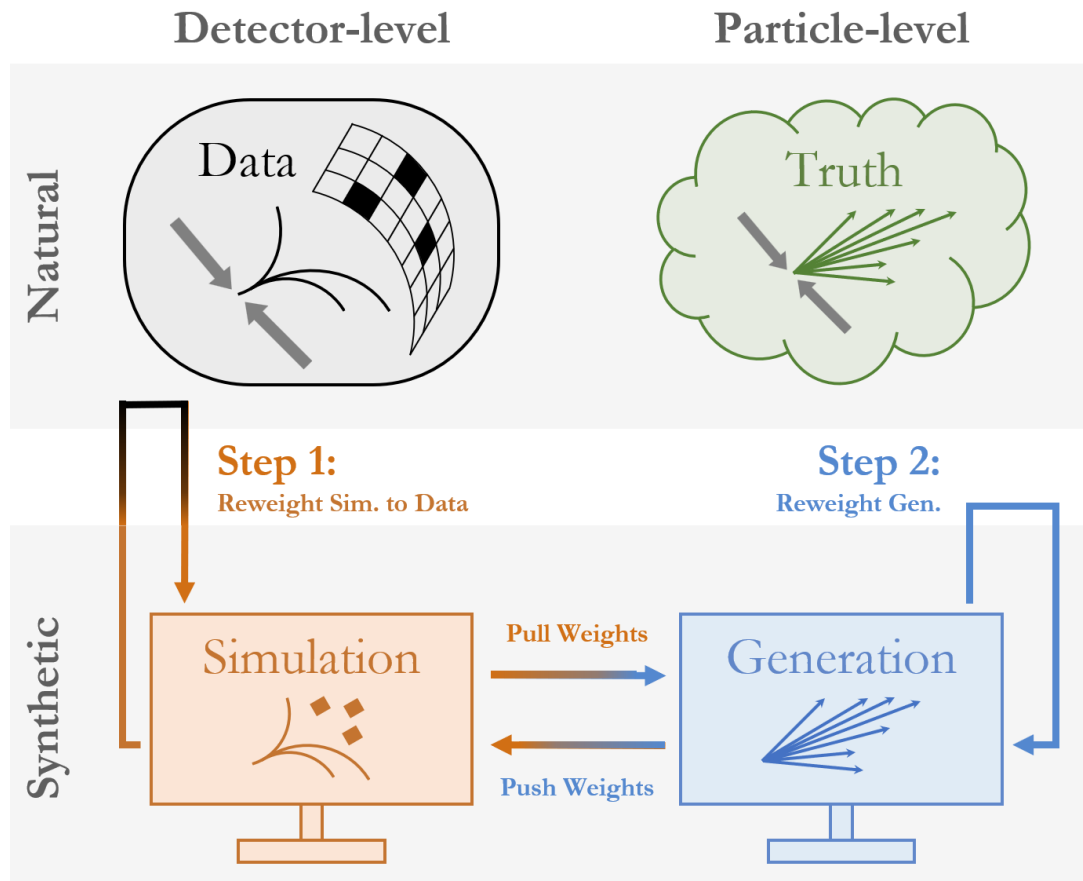 Detector-level
Particle-level
Natural
Data
Truth
Step 1:
Reweight Sim. to Data
Step 2:
Reweight Gen.
Synthetic
Simulation
Pull Weights
Push Weights
Generation